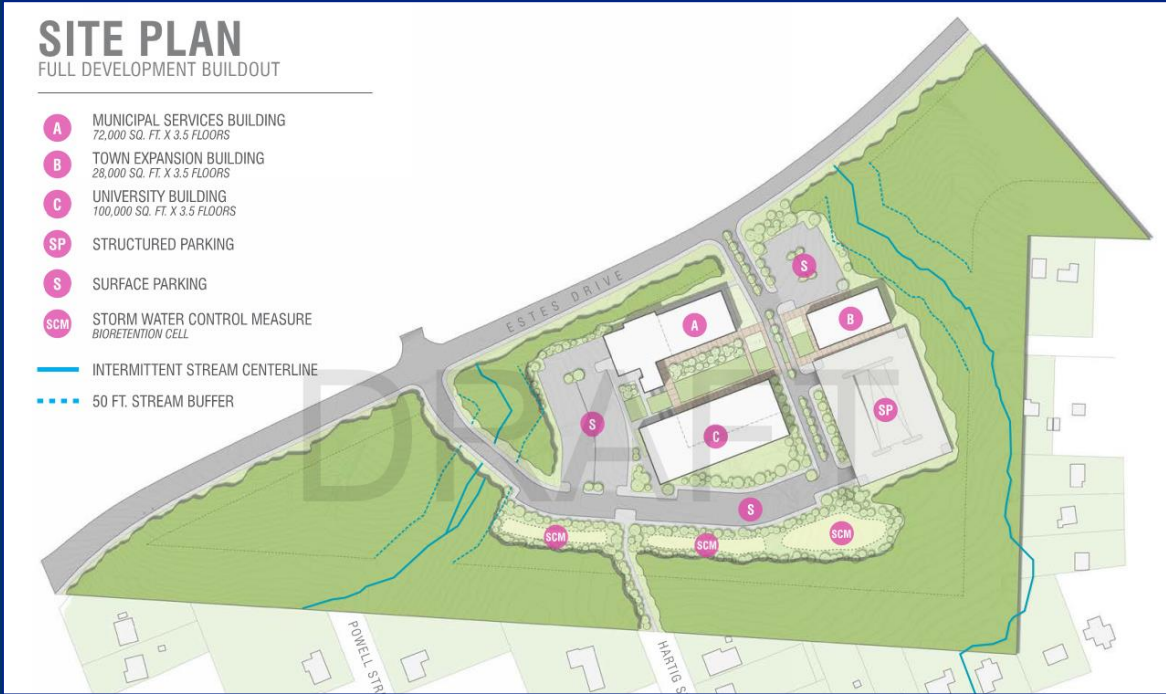 SITE PLAN
FULL DEVELOPMENT BUILDOUT
A
MUNICIPAL SERVICES BUILDING
72,000 SQ. FT. X 3.5 FLOORS
B
TOWN EXPANSION BUILDING
28,000 SQ. FT. X 3.5 FLOORS
C
UNIVERSITY BUILDING
100,000 SQ. FT. X 3.5 FLOORS
SP
STRUCTURED PARKING
S
SURFACE PARKING
SCM
STORM WATER CONTROL MEASURE
BIORETENTION CELL
INTERMITTENT STREAM CENTERLINE
50 FT. STREAM BUFFER
ESTES DRIVE
S
A
B
SP
S
C
S
SCM
SCM
SCM
DRAFT
POWELL STR
HARTIG S